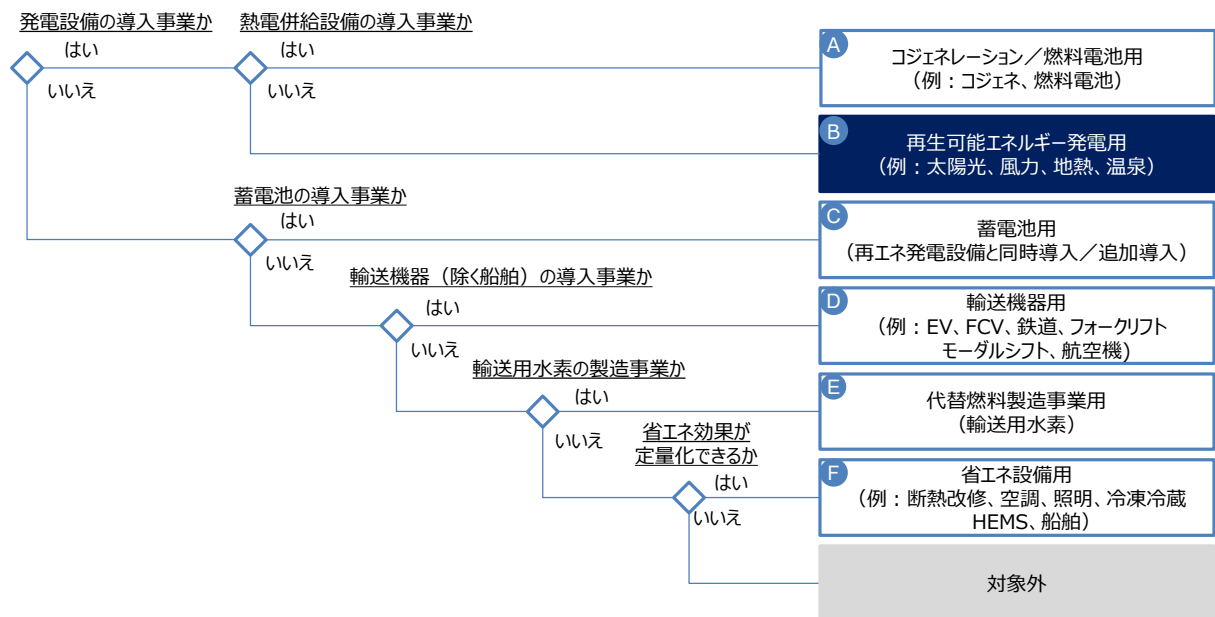 発電設備の導入事業か
熱電併給設備の導入事業か
はい
はい
いいえ
いいえ
A
コジェネレーション／燃料電池用
（例：コジェネ、燃料電池）
B
再生可能エネルギー発電用
（例：太陽光、風力、地熱、温泉）
蓄電池の導入事業か
はい
いいえ
C
蓄電池用
（再エネ発電設備と同時導入／追加導入）
輸送機器（除く船舶）の導入事業か
はい
いいえ
D
輸送機器用
（例：EV、FCV、鉄道、フォークリフト
モーダルシフト、航空機)
輸送用水素の製造事業か
はい
いいえ
E
代替燃料製造事業用
（輸送用水素）
省エネ効果が
定量化できるか
はい
いいえ
F
省エネ設備用
（例：断熱改修、空調、照明、冷凍冷蔵
HEMS、船舶）
対象外